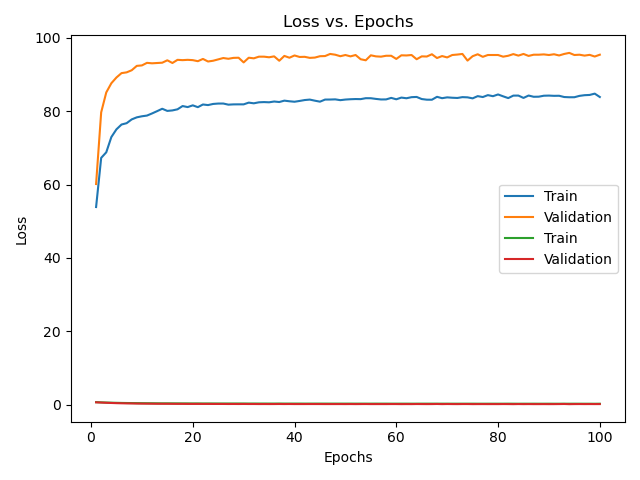 Loss vs. Epochs
100
80
60
40
20
0
Loss
Train
Validation
Train
Validation
0 20 40 60 80 100
Epochs